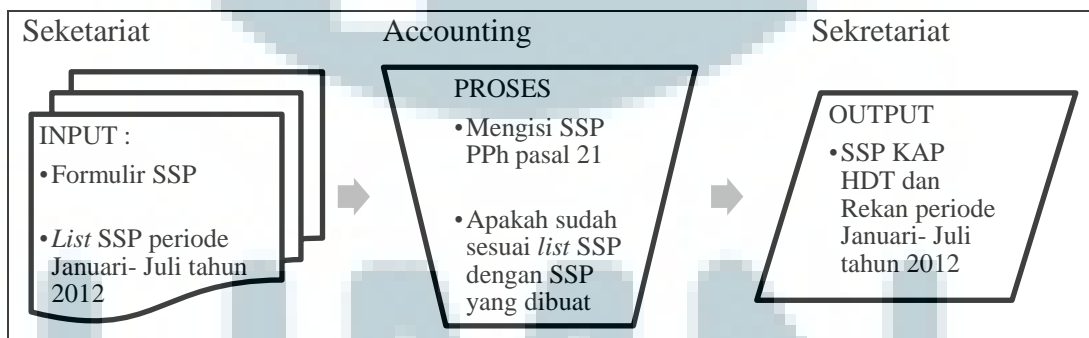 Seketariat
Accounting
Sekretariat
INPUT :
•Formulir SSP
•List SSP periode
Januari- Juli tahun
2012
PROSES
•Mengisi SSP
PPh pasal 21
•Apakah sudah
sesuai list SSP
dengan SSP
yang dibuat
OUTPUT
•SSP KAP
HDT dan
Rekan periode
Januari- Juli
tahun 2012